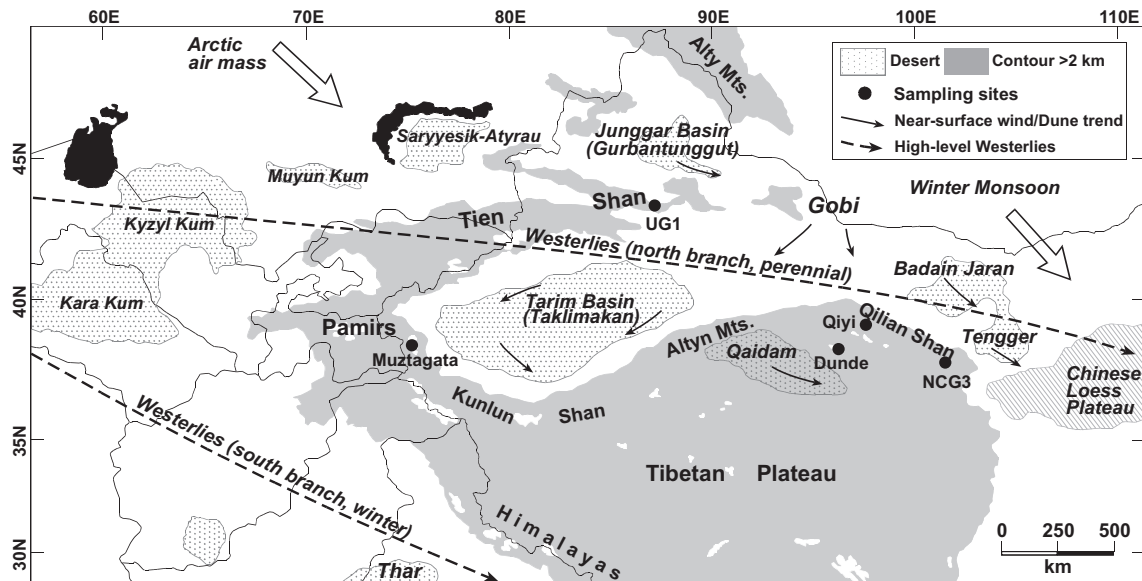 60E
70E
80E
90E
100E
110E
Arctic
air mass
Alty Mts.
Desert
Contour >2 km
Sampling sites
Near-surface wind/Dune trend
High-level Westerlies
45N
Saryyesik-Atyrau
Junggar Basin
(Gurbantunggut)
Muyun Kum
Winter Monsoon
Kyzyl Kum
Tien
Shan
UG1
Gobi
Westerlies (north branch, perennial)
Badain Jaran
40N
Kara Kum
Tarim Basin
(Taklimakan)
Pamirs
Muztagata
Altyn Mts.
Qiyi
Qilian Shan
Tengger
Qaidam
Dunde
NCG3
Chinese
Loess
Plateau
Kunlun
Shan
35N
Westerlies (south branch, winter)
Tibetan Plateau
Himalayas
30N
Thar
0 250 500
km